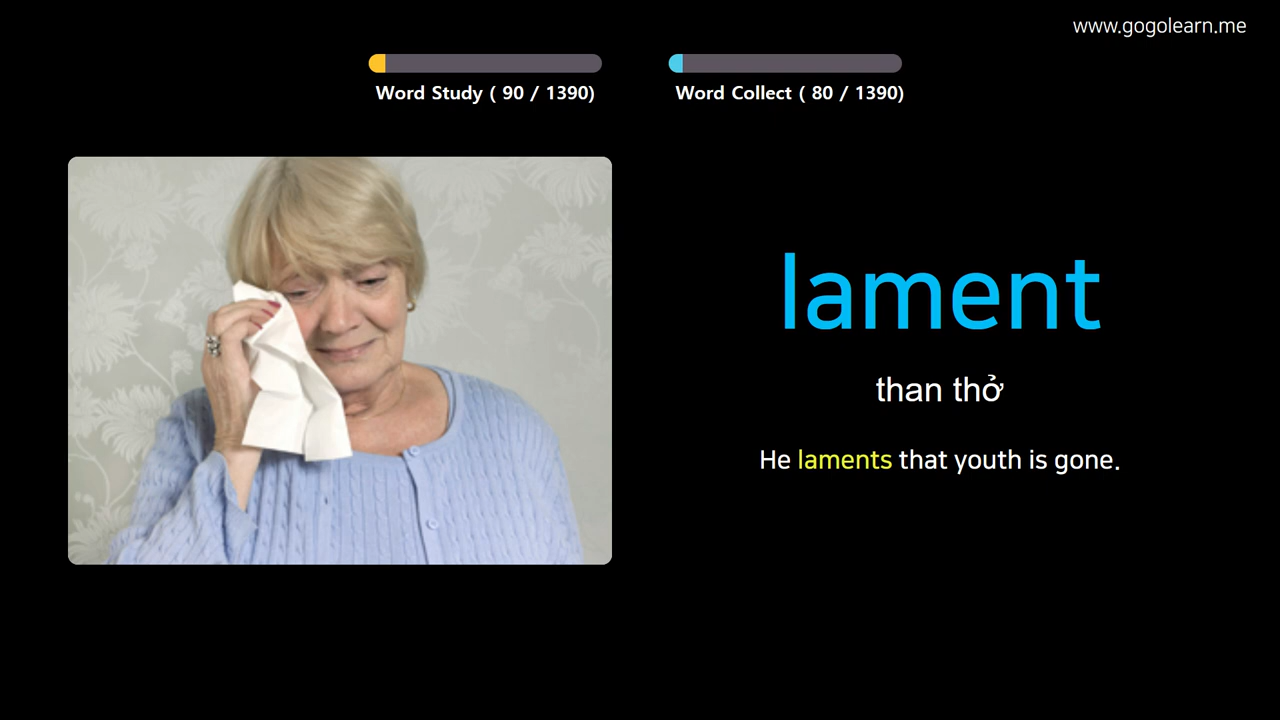 www.gogolearn.me
Word Study ( 90 / 1390)
Word Collect ( 80 / 1390)
lament
than thở
He laments that youth is gone.